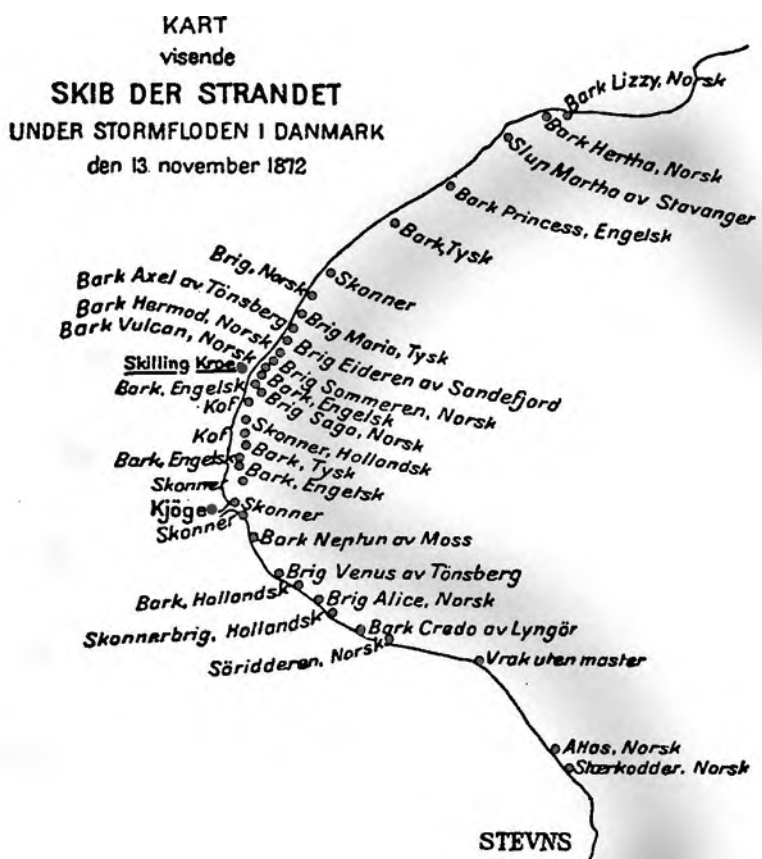 KART
visende
SKIB DER STRANDET
UNDER STORMFLODEN I DANMARK
den 13. november 1872
Bark Lizzy, Norsk
Bark Hertha, Norsk
Slup Martha av Stavanger
Bark Princess, Engelsk
Bark, Tysk
Skonner
Brig, Norsk
Bark Axel av Tönsberg
Brig Maria, Tysk
Bark Hermod, Norsk
Brig Eideren av Sandefjord
Bark Vulcan, Norsk
Brig Sommeren, Norsk
Skilling Kroe
Bark, Engelsk
Bark, Engelsk
Brig Saga, Norsk
Kof
Skonner, Hollandsk
Kof
Bark, Tysk
Bark, Engelsk
Bark, Engelsk
Skonner
Skonner
Kjöge
Skonner
Bark Neptun av Moss
Brig Venus av Tönsberg
Bark, Hollandsk
Brig Alice, Norsk
Skonnerbrig, Hollandsk
Bark Credo av Lyngör
Söridderen, Norsk
Vrak uten master
Atlas, Norsk
Stærkodder, Norsk
STEVNS